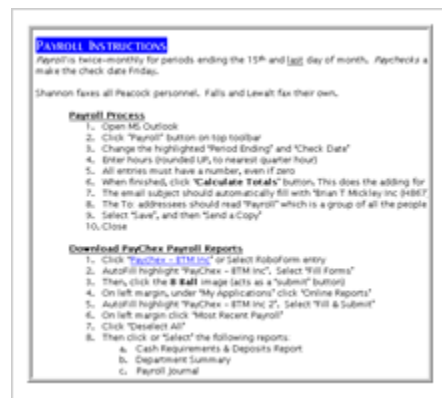 PAYROLL INSTRUCTIONS
Payroll is twice-monthly for periods ending the 15th and last day of month. Paychecks a
make the check date Friday.
Shannon faxes all Peacock personnel. Falls and Lewalt fax their own.
Payroll Process
1. Open MS Outlook
2. Click "Payroll" button on top toolbar
3. Change the highlighted "Period Ending" and "Check Date"
4. Enter hours (rounded UP, to nearest quarter hour)
5. All entries must have a number, even if zero
6. When finished, click "Calculate Totals" button. This does the adding for
7. The email subject should automatically fill with "Brian T Mickley Inc (H867
8. The To: addressees should read "Payroll" which is a group of all the people
9. Select "Save", and then "Send a Copy"
10. Close
Download PayChex Payroll Reports
1. Click "PayChex - BTM Inc" or Select RoboForm entry
2. AutoFill highlight "PayChex - BTM Inc". Select "Fill Forms"
3. Then, click the 8 Ball image (acts as a "submit" button)
4. On left margin, under "My Applications" click "Online Reports"
5. AutoFill highlight "PayChex - BTM Inc 2". Select "Fill & Submit"
6. On left margin click "Most Recent Payroll"
7. Click "Deselect All"
8. Then click or "Select" the following reports:
a. Cash Requirements & Deposits Report
b. Department Summary
c. Payroll Journal